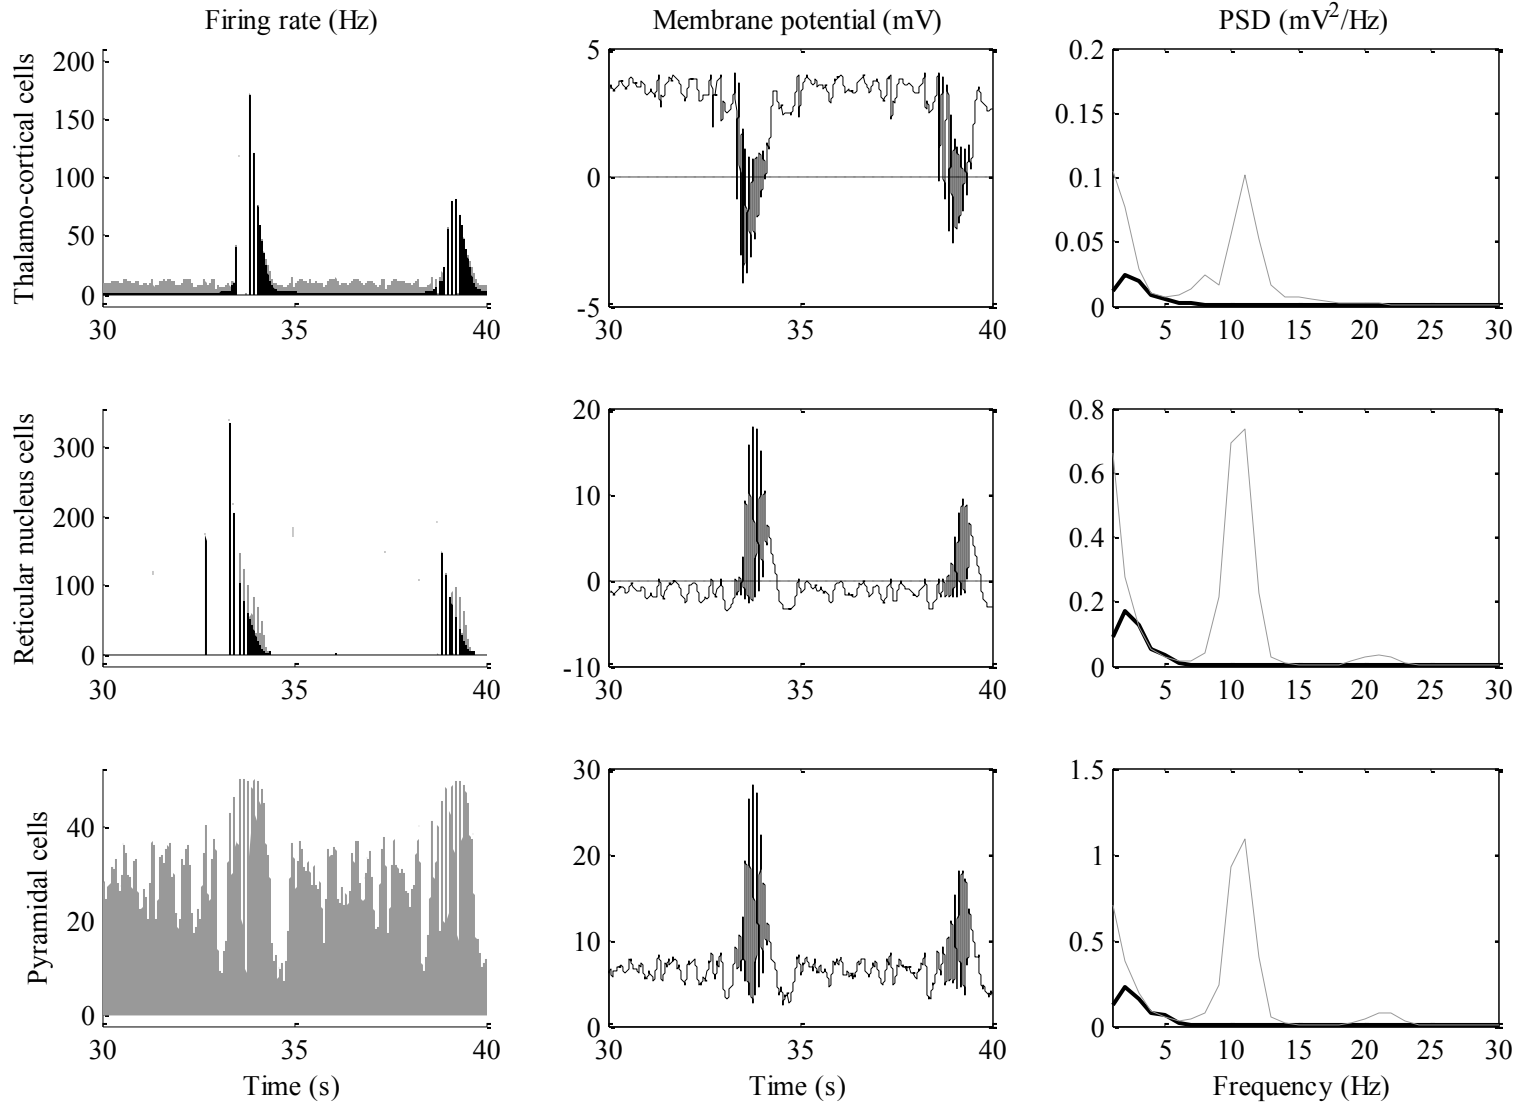 Firing rate (Hz)
Membrane potential (mV)
PSD (mV²/Hz)
Thalamo-cortical cells
200
150
100
50
0
30 35 40
5
0
-5
30 35 40
0.2
0.15
0.1
0.05
0
5 10 15 20 25 30
Reticular nucleus cells
300
200
100
0
30 35 40
20
10
0
-10
30 35 40
0.8
0.6
0.4
0.2
0
5 10 15 20 25 30
Pyramidal cells
40
20
0
30 35 40
Time (s)
30
20
10
0
30 35 40
Time (s)
1.5
1
0.5
0
5 10 15 20 25 30
Frequency (Hz)